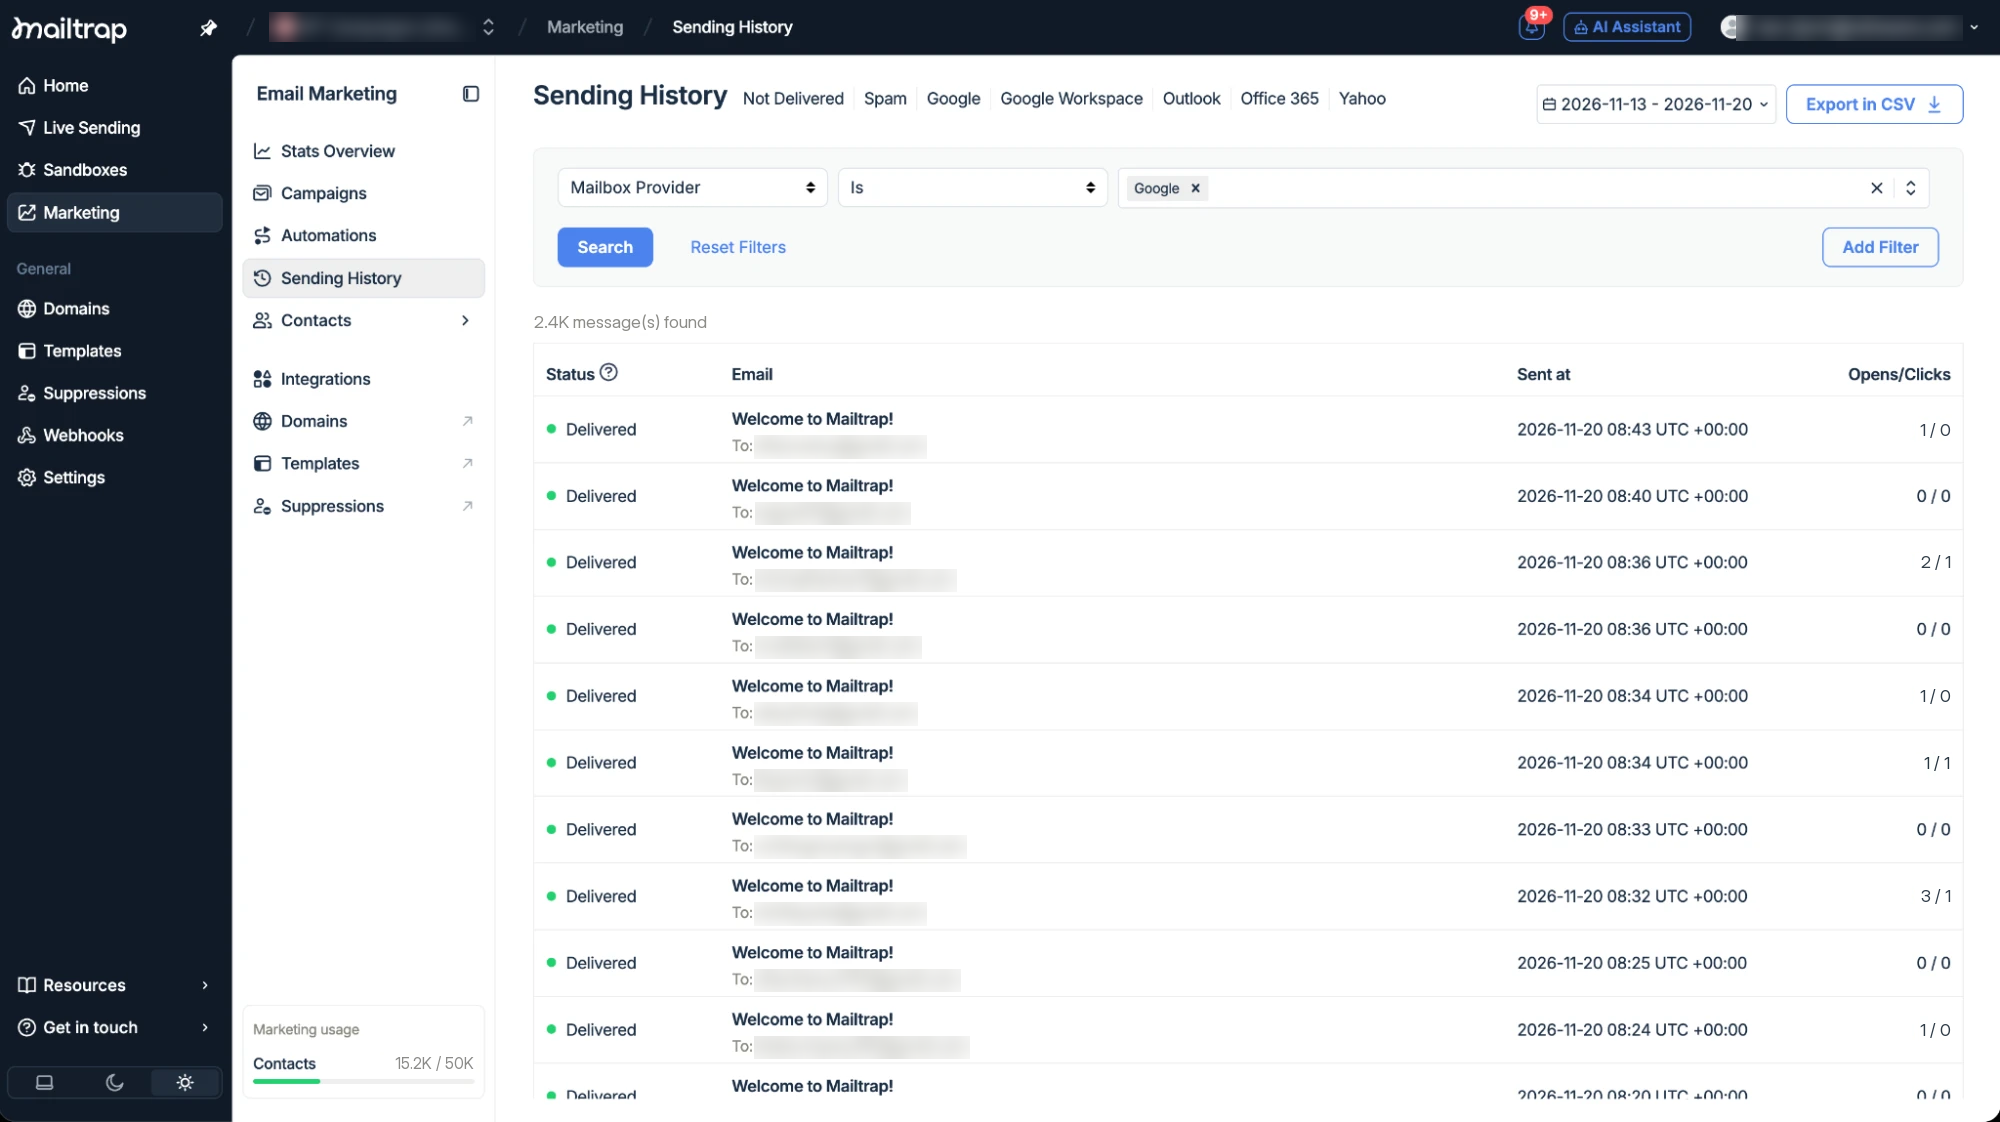 mailtrap
/ / Marketing / Sending History
9+
AI Assistant
Home
Live Sending
Sandboxes
Marketing
General
Domains
Templates
Suppressions
Webhooks
Settings
Resources
Get in touch
Email Marketing
Stats Overview
Campaigns
Automations
Sending History
Contacts
Integrations
Domains
Templates
Suppressions
Marketing usage
Contacts 15.2K / 50K
Sending History Not Delivered Spam Google Google Workspace Outlook Office 365 Yahoo
2026-11-13 - 2026-11-20
Export in CSV
Mailbox Provider Is Google
Search Reset Filters Add Filter
2.4K message(s) found
Status Email Sent at Opens/Clicks
Delivered Welcome to Mailtrap! 2026-11-20 08:43 UTC +00:00 1 / 0
To:
Delivered Welcome to Mailtrap! 2026-11-20 08:40 UTC +00:00 0 / 0
To:
Delivered Welcome to Mailtrap! 2026-11-20 08:36 UTC +00:00 2 / 1
To:
Delivered Welcome to Mailtrap! 2026-11-20 08:36 UTC +00:00 0 / 0
To:
Delivered Welcome to Mailtrap! 2026-11-20 08:34 UTC +00:00 1 / 0
To:
Delivered Welcome to Mailtrap! 2026-11-20 08:34 UTC +00:00 1 / 1
To:
Delivered Welcome to Mailtrap! 2026-11-20 08:33 UTC +00:00 0 / 0
To:
Delivered Welcome to Mailtrap! 2026-11-20 08:32 UTC +00:00 3 / 1
To:
Delivered Welcome to Mailtrap! 2026-11-20 08:25 UTC +00:00 0 / 0
To:
Delivered Welcome to Mailtrap! 2026-11-20 08:24 UTC +00:00 1 / 0
To:
Delivered Welcome to Mailtrap! 2026-11-20 08:20 UTC +00:00 0 / 0